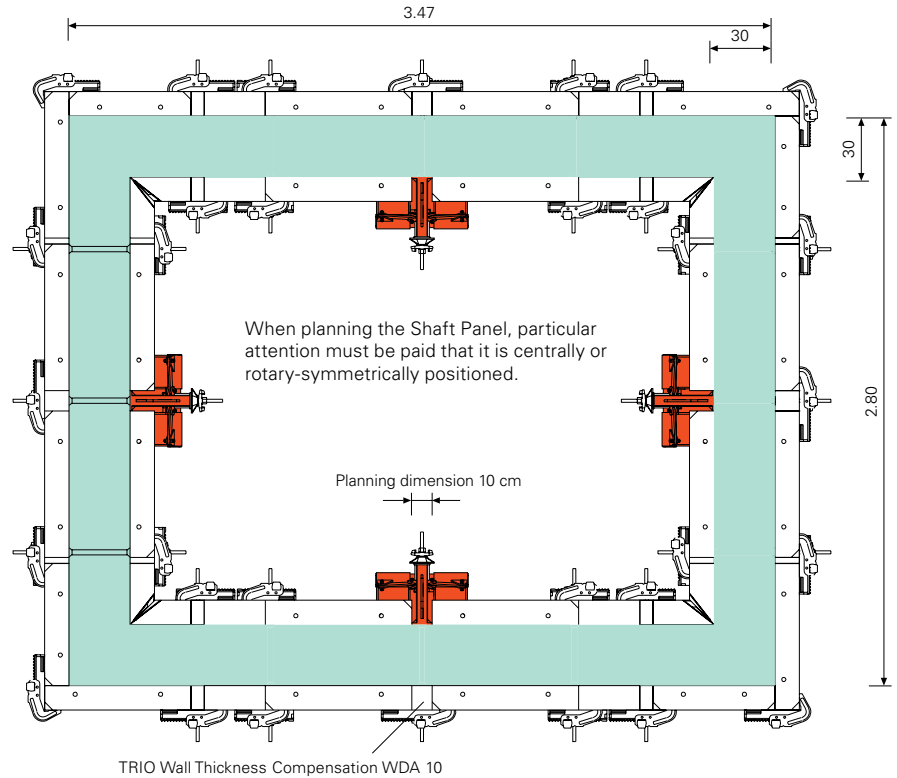 3.47
30
30
When planning the Shaft Panel, particular
attention must be paid that it is centrally or
rotary-symmetrically positioned.
2.80
Planning dimension 10 cm
TRIO Wall Thickness Compensation WDA 10